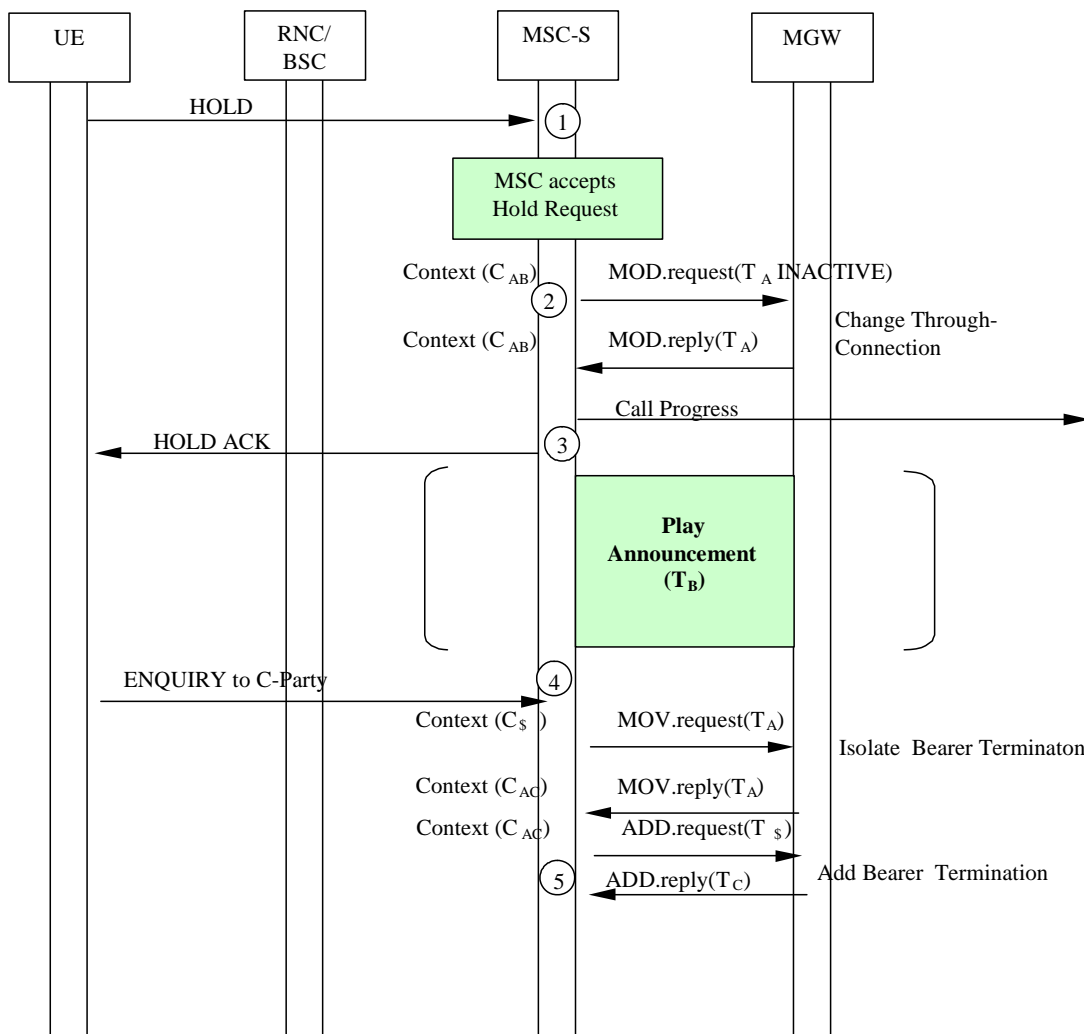 UE
RNC/
BSC
MSC-S
MGW
HOLD
1
MSC accepts
Hold Request
Context (C AB)
MOD.request(T A INACTIVE)
2
Change Through-
Connection
Context (C AB)
MOD.reply(T A)
Call Progress
HOLD ACK
3
Play
Announcement
(T B)
4
ENQUIRY to C-Party
Context (C $ )
MOV.request(T A)
Isolate Bearer Terminaton
Context (C AC)
MOV.reply(T A)
Context (C AC)
ADD.request(T $)
5
ADD.reply(T C)
Add Bearer Termination